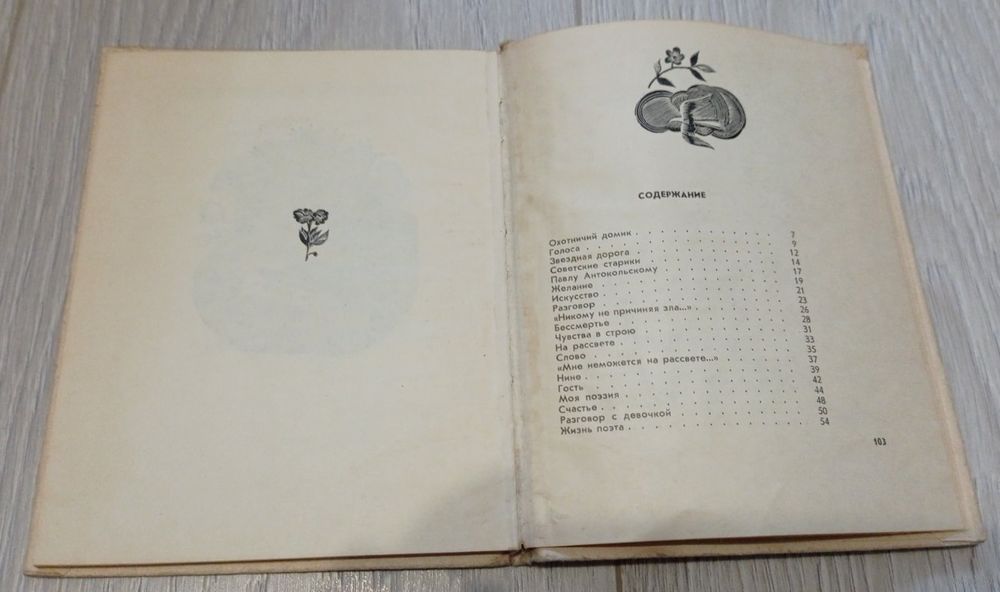 СОДЕРЖАНИЕ
Охотничий домик . . . . . . . . . . 7
Голоса . . . . . . . . . . . . . 9
Звездная дорога . . . . . . . . . . 12
Советские старики . . . . . . . . . 14
Павлу Антокольскому . . . . . . . . 17
Желание . . . . . . . . . . . . . 19
Искусство . . . . . . . . . . . . 21
Разговор . . . . . . . . . . . . . 23
«Никому не причиняя зла...» . . . . . . 26
Бессмертье . . . . . . . . . . . . 28
Чувства в строю . . . . . . . . . . 31
На рассвете . . . . . . . . . . . . 33
Слово . . . . . . . . . . . . . . 35
«Мне неможется на рассвете...» . . . . . 37
Нине . . . . . . . . . . . . . . 39
Гость . . . . . . . . . . . . . . 42
Моя поэзия . . . . . . . . . . . . 44
Счастье . . . . . . . . . . . . . 48
Разговор с девочкой . . . . . . . . . 50
Жизнь поэта . . . . . . . . . . . . 54
103